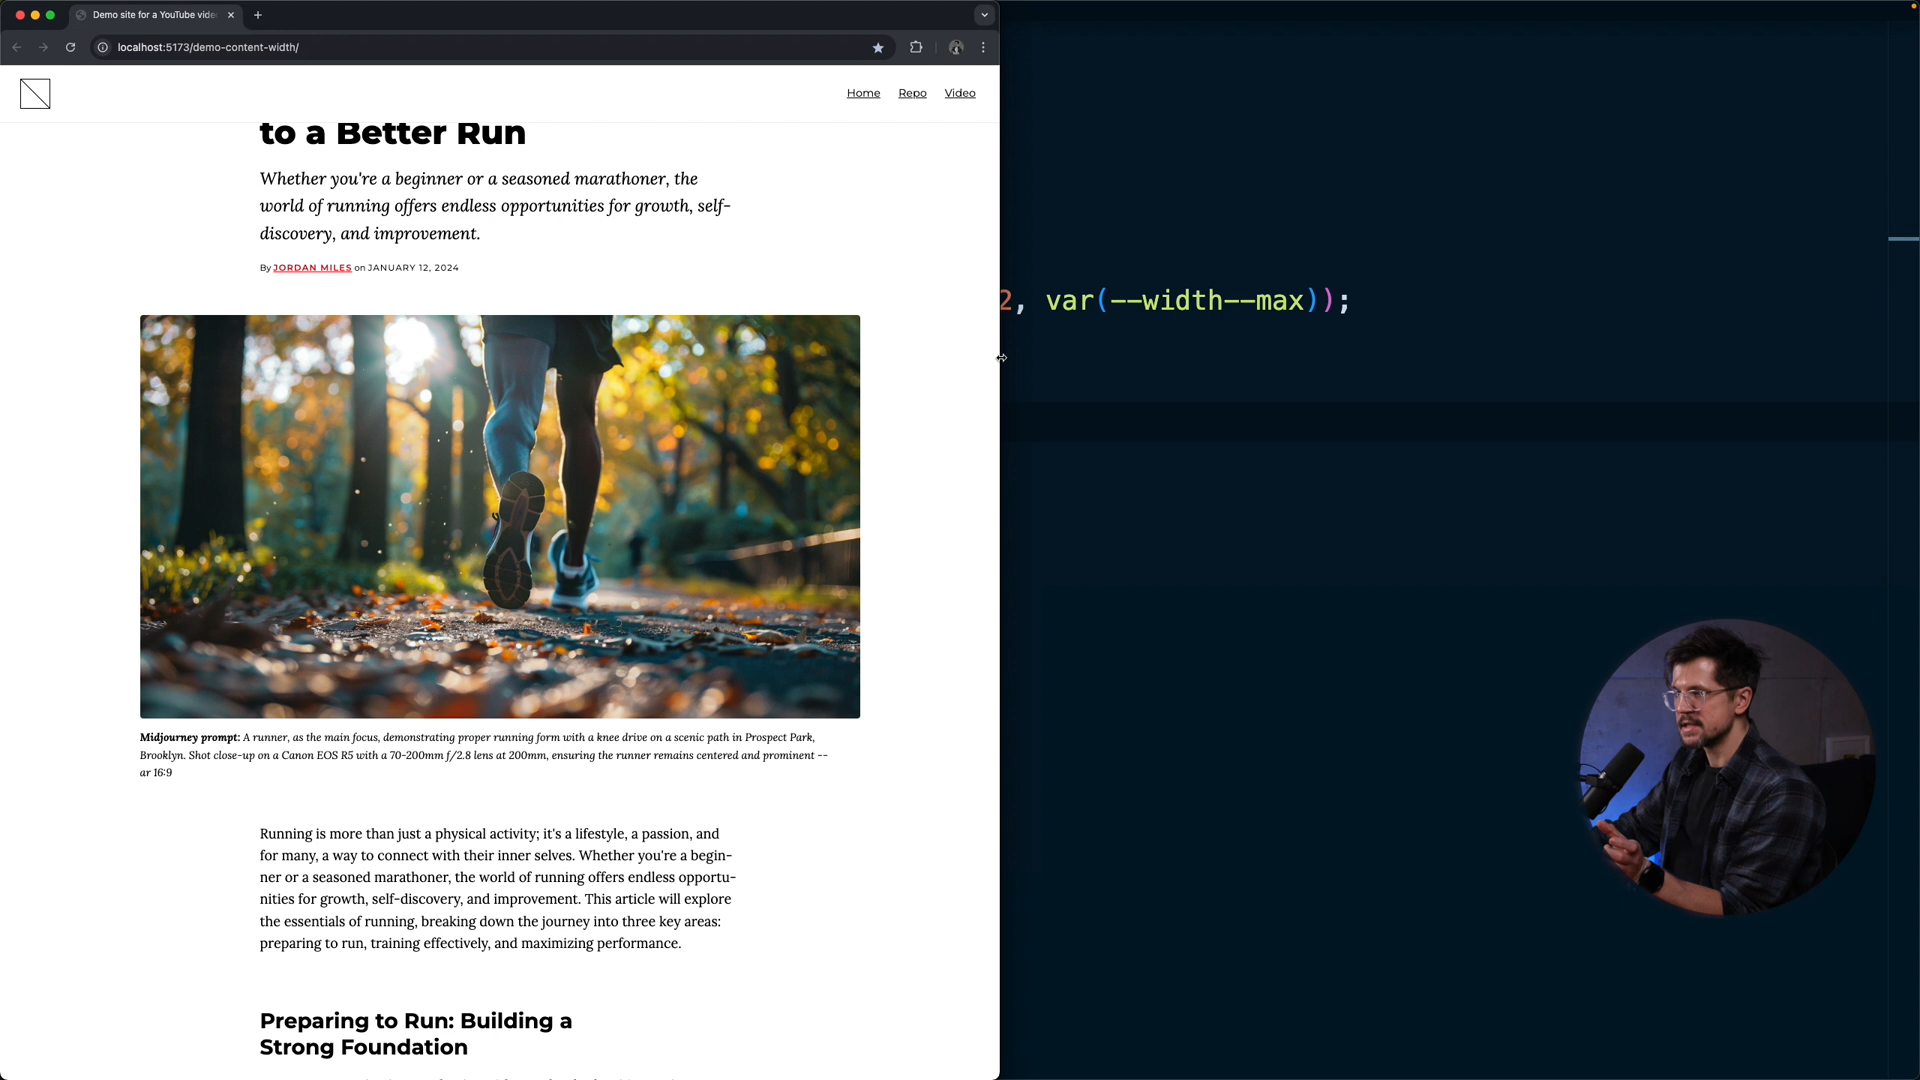 Demo site for a YouTube vide
localhost:5173/demo-content-width/
Home Repo Video
to a Better Run
Whether you're a beginner or a seasoned marathoner, the
world of running offers endless opportunities for growth, self-
discovery, and improvement.
By JORDAN MILES on JANUARY 12, 2024
2, var(--width--max));
Midjourney prompt: A runner, as the main focus, demonstrating proper running form with a knee drive on a scenic path in Prospect Park,
Brooklyn. Shot close-up on a Canon EOS R5 with a 70-200mm f/2.8 lens at 200mm, ensuring the runner remains centered and prominent --
ar 16:9
Running is more than just a physical activity; it's a lifestyle, a passion, and
for many, a way to connect with their inner selves. Whether you're a begin-
ner or a seasoned marathoner, the world of running offers endless opportu-
nities for growth, self-discovery, and improvement. This article will explore
the essentials of running, breaking down the journey into three key areas:
preparing to run, training effectively, and maximizing performance.
Preparing to Run: Building a
Strong Foundation